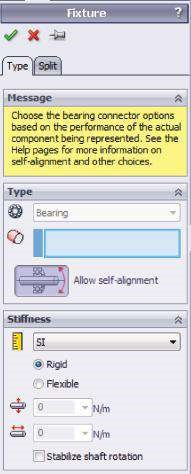 Fixture
?
Type Split
Message
Choose the bearing connector options
based on the performance of the actual
component being represented. See the
Help pages for more information on
self-alignment and other choices.
Type
Bearing
Allow self-alignment
Stiffness
SI
Rigid
Flexible
0 N/m
0 N/m
Stabilize shaft rotation